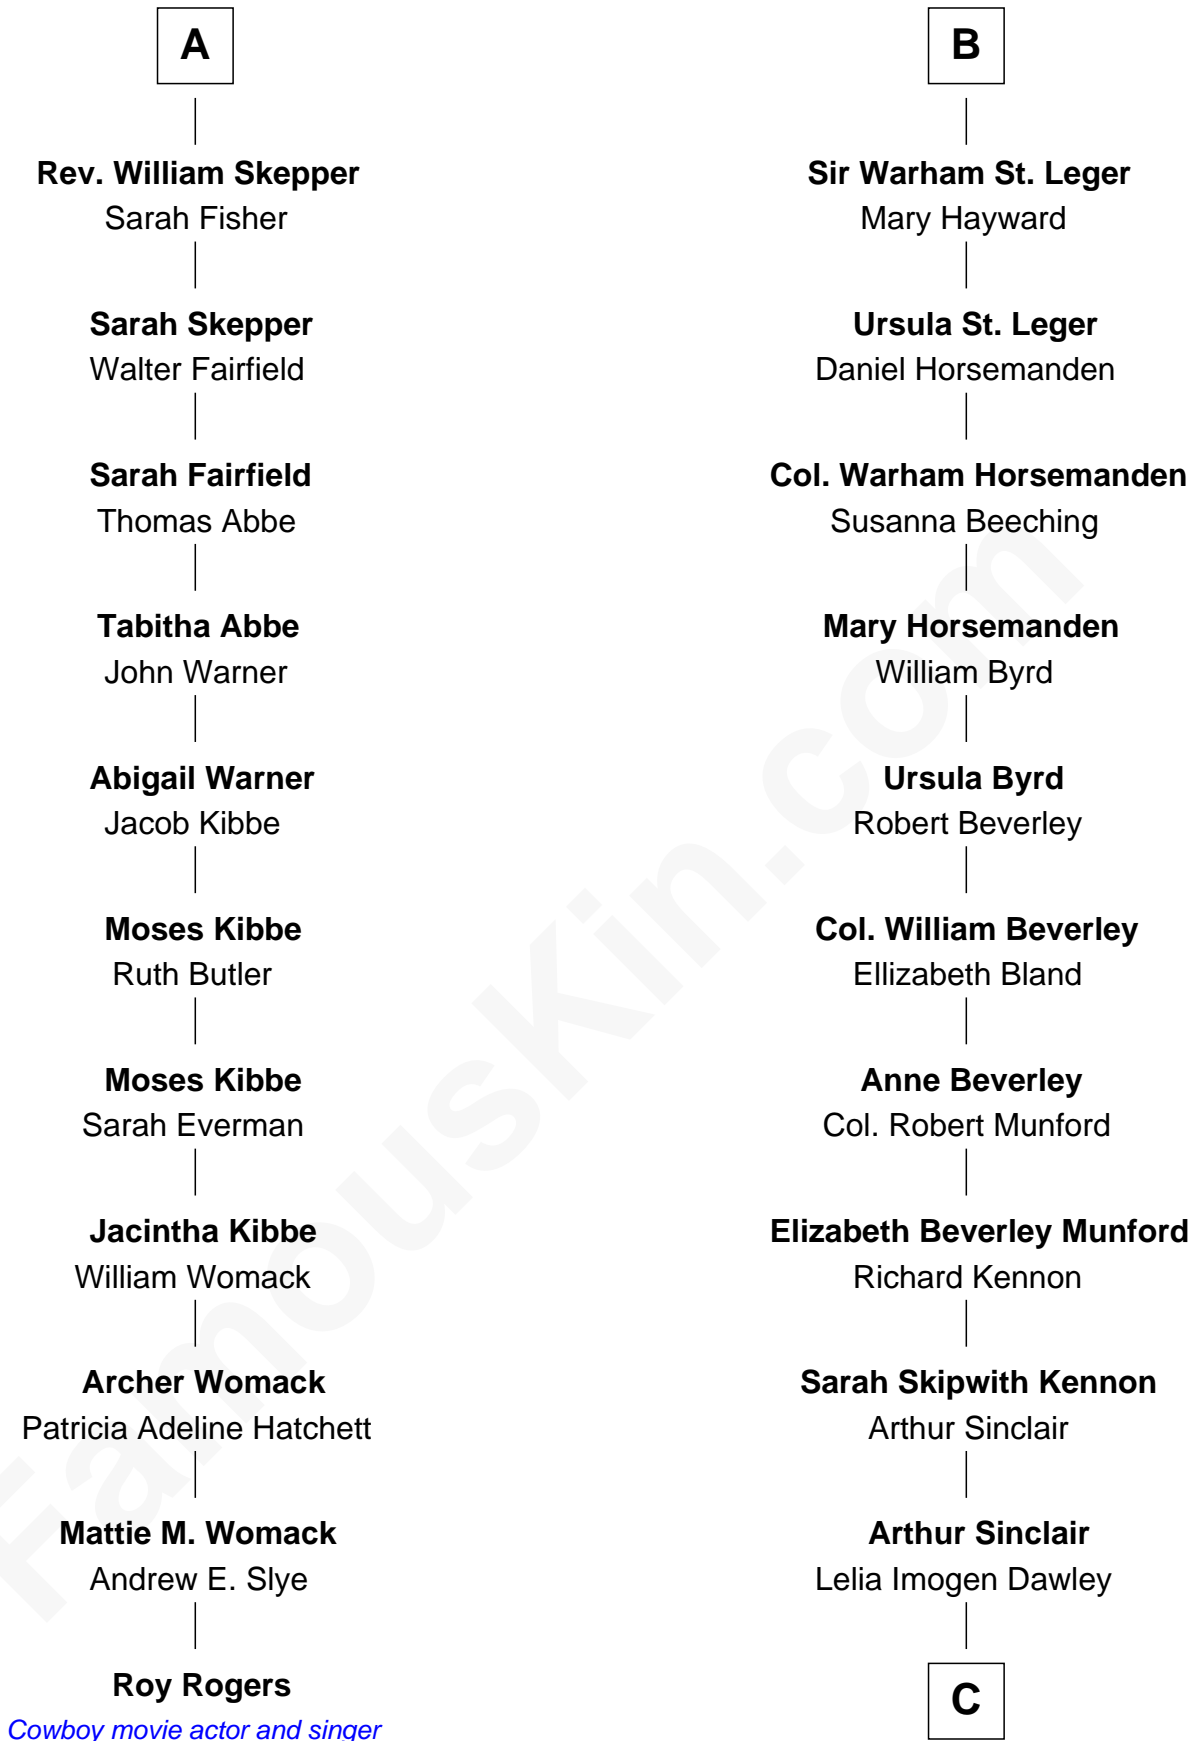 A
Rev. William Skepper
Sarah Fisher
Sarah Skepper
Walter Fairfield
Sarah Fairfield
Thomas Abbe
Tabitha Abbe
John Warner
Abigail Warner
Jacob Kibbe
Moses Kibbe
Ruth Butler
Moses Kibbe
Sarah Everman
Jacintha Kibbe
William Womack
Archer Womack
Patricia Adeline Hatchett
Mattie M. Womack
Andrew E. Slye
Roy Rogers
Cowboy movie actor and singer
B
Sir Warham St. Leger
Mary Hayward
Ursula St. Leger
Daniel Horsemanden
Col. Warham Horsemanden
Susanna Beeching
Mary Horsemanden
William Byrd
Ursula Byrd
Robert Beverley
Col. William Beverley
Ellizabeth Bland
Anne Beverley
Col. Robert Munford
Elizabeth Beverley Munford
Richard Kennon
Sarah Skipwith Kennon
Arthur Sinclair
Arthur Sinclair
Lelia Imogen Dawley
C
FamousKin.com